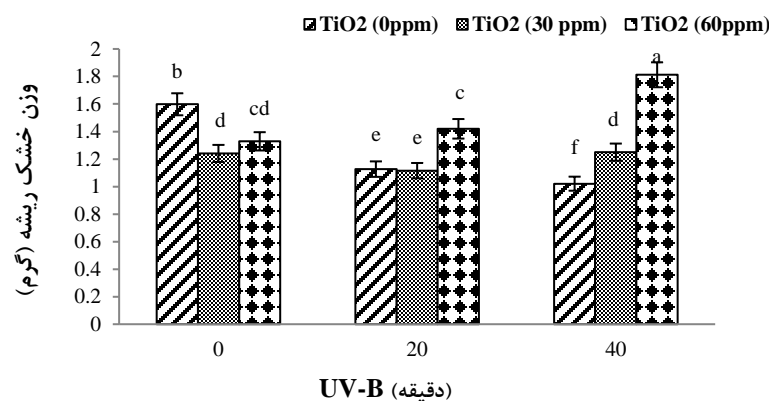 TiO2 (0ppm) TiO2 (30 ppm) TiO2 (60ppm)
وزن خشک ریشه (گرم)
2
1.8
1.6
1.4
1.2
1
0.8
0.6
0.4
0.2
0
b
d
cd
e
e
c
f
d
a
0 20 40
UV-B (دقیقه)